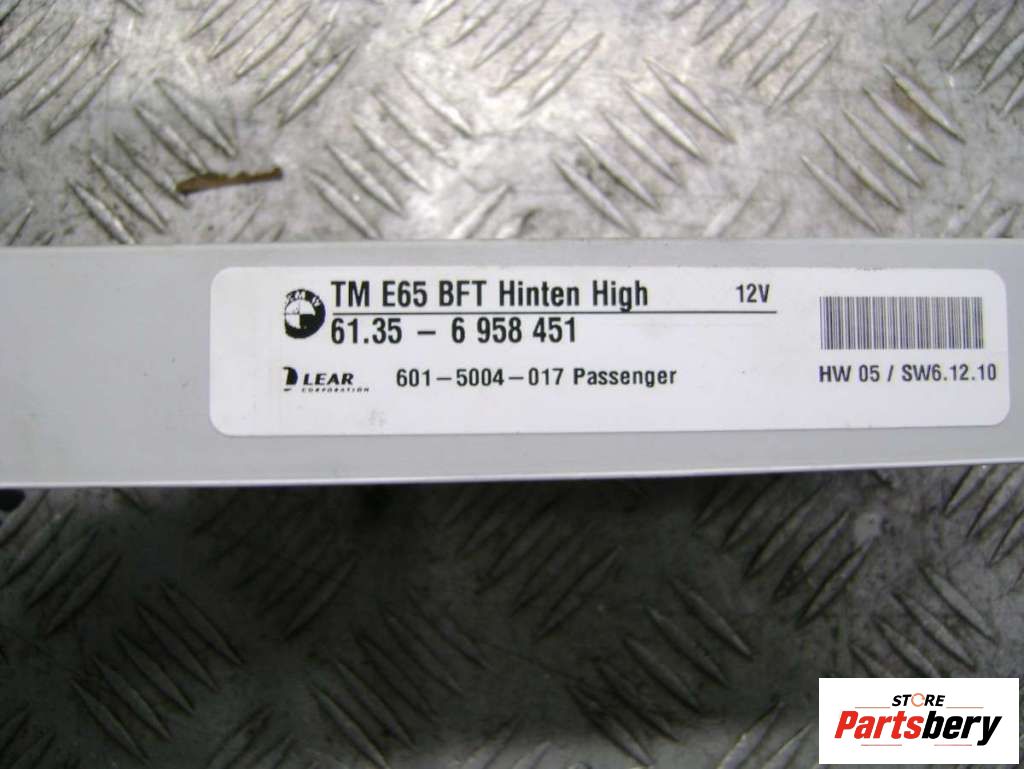 TM E65 BFT Hinten High 12V
61.35 – 6 958 451
LEAR
CORPORATION
601–5004–017 Passenger
HW 05 / SW6.12.10
STORE
Partsbery